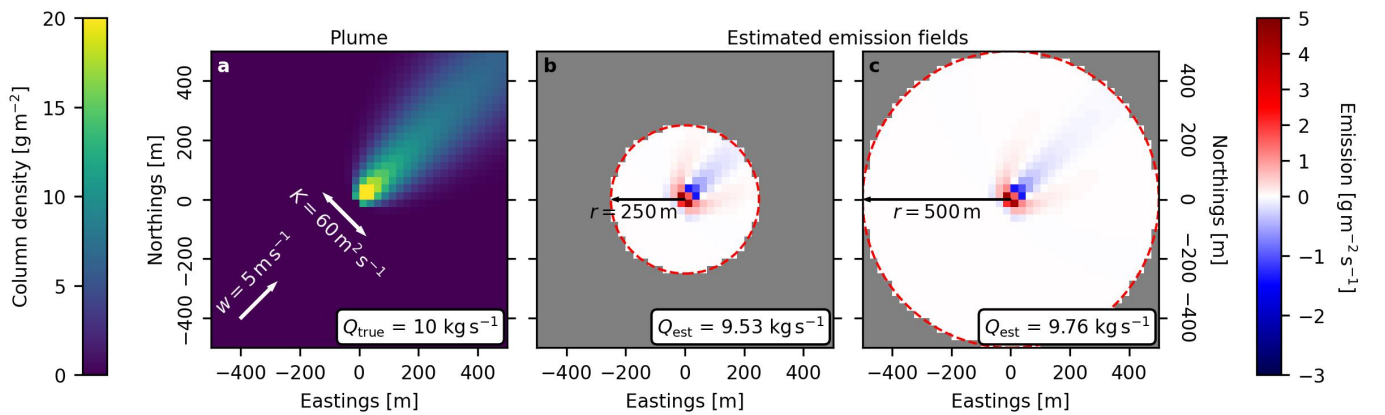 Plume
Estimated emission fields
20
15
10
5
0
Column density [g m⁻²]
a
400
200
0
−200
−400
Northings [m]
w = 5 m s⁻¹
K = 60 m² s⁻¹
Q_true = 10 kg s⁻¹
−400 −200 0 200 400
Eastings [m]
b
r = 250 m
Q_est = 9.53 kg s⁻¹
−400 −200 0 200 400
Eastings [m]
c
r = 500 m
Q_est = 9.76 kg s⁻¹
−400 −200 0 200 400
Eastings [m]
400
200
0
−200
−400
Northings [m]
5
4
3
2
1
0
−1
−2
−3
Emission [g m⁻² s⁻¹]